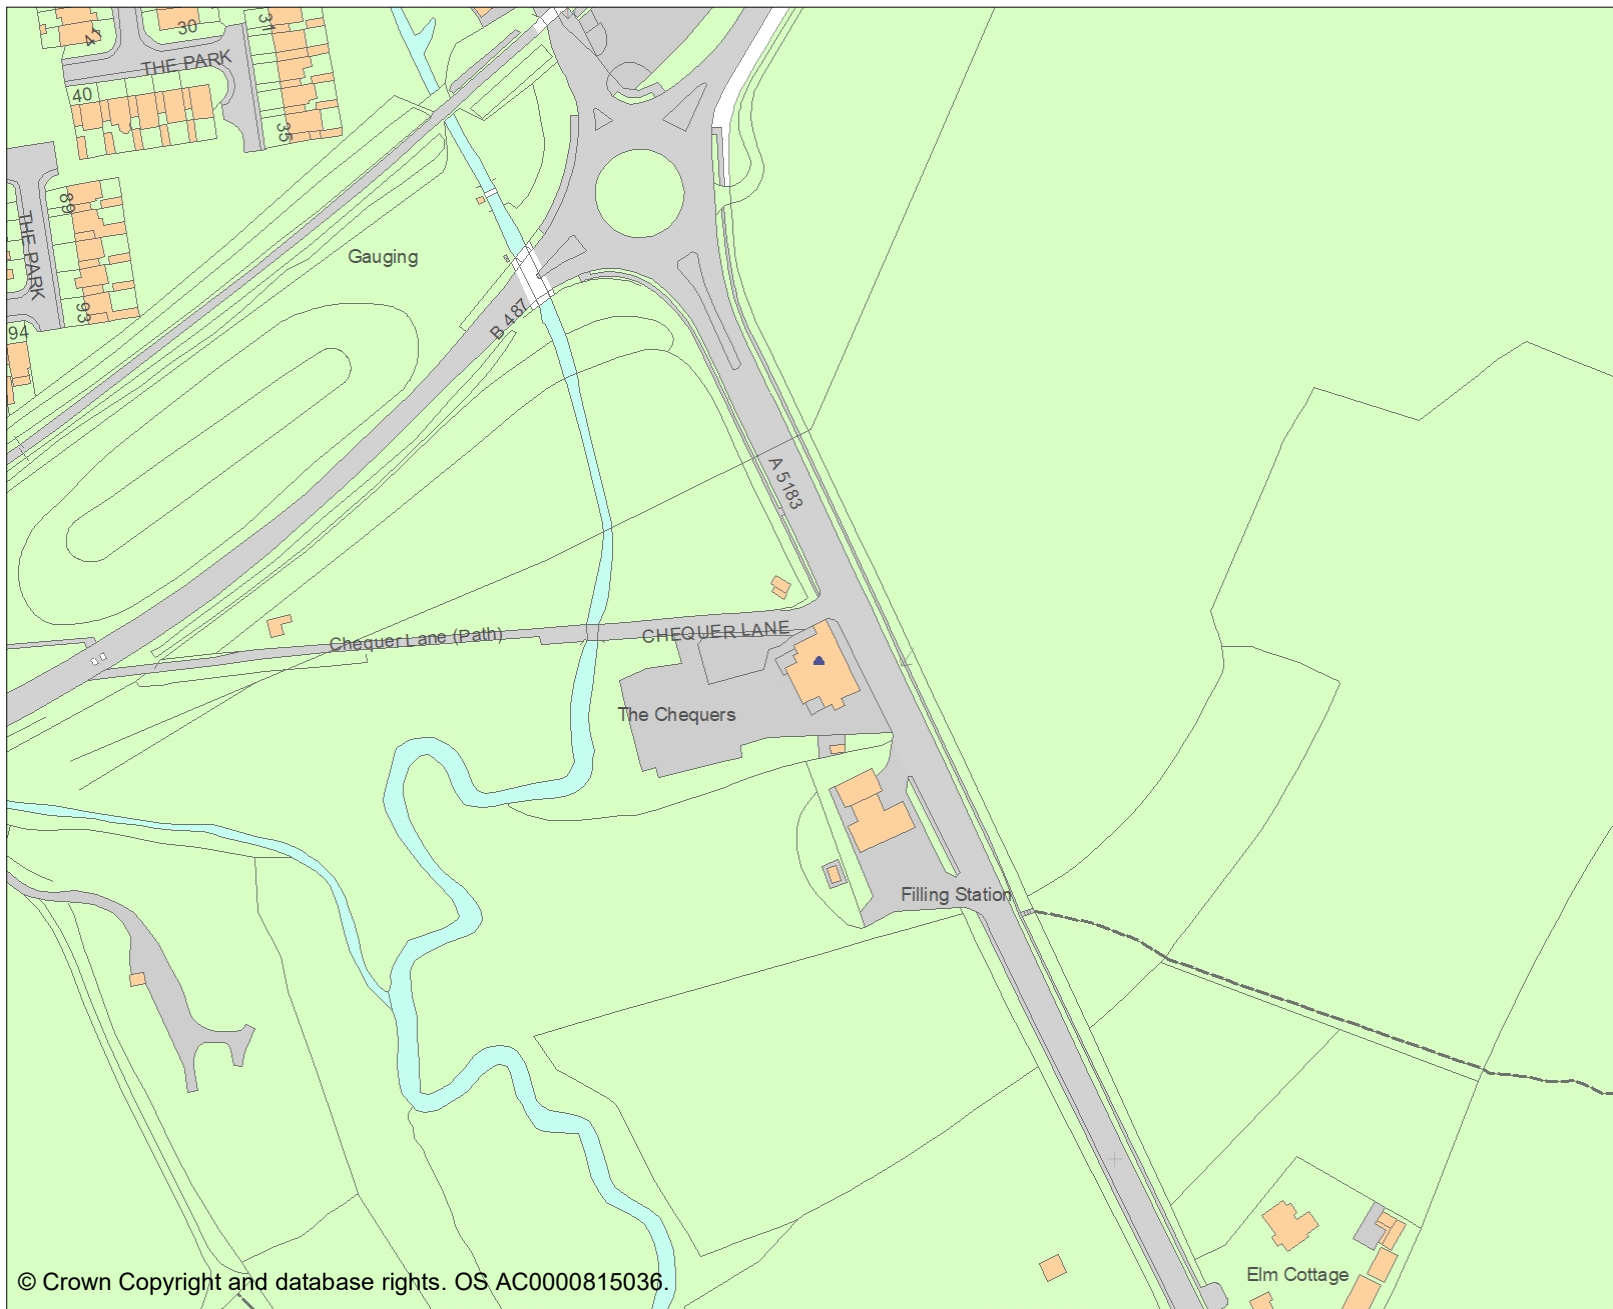 41
30
31
THE PARK
40
35
89
THE PARK
93
94
Gauging
B 487
A 5183
Chequer Lane (Path)
CHEQUER LANE
The Chequers
Filling Station
Elm Cottage
© Crown Copyright and database rights. OS AC0000815036.